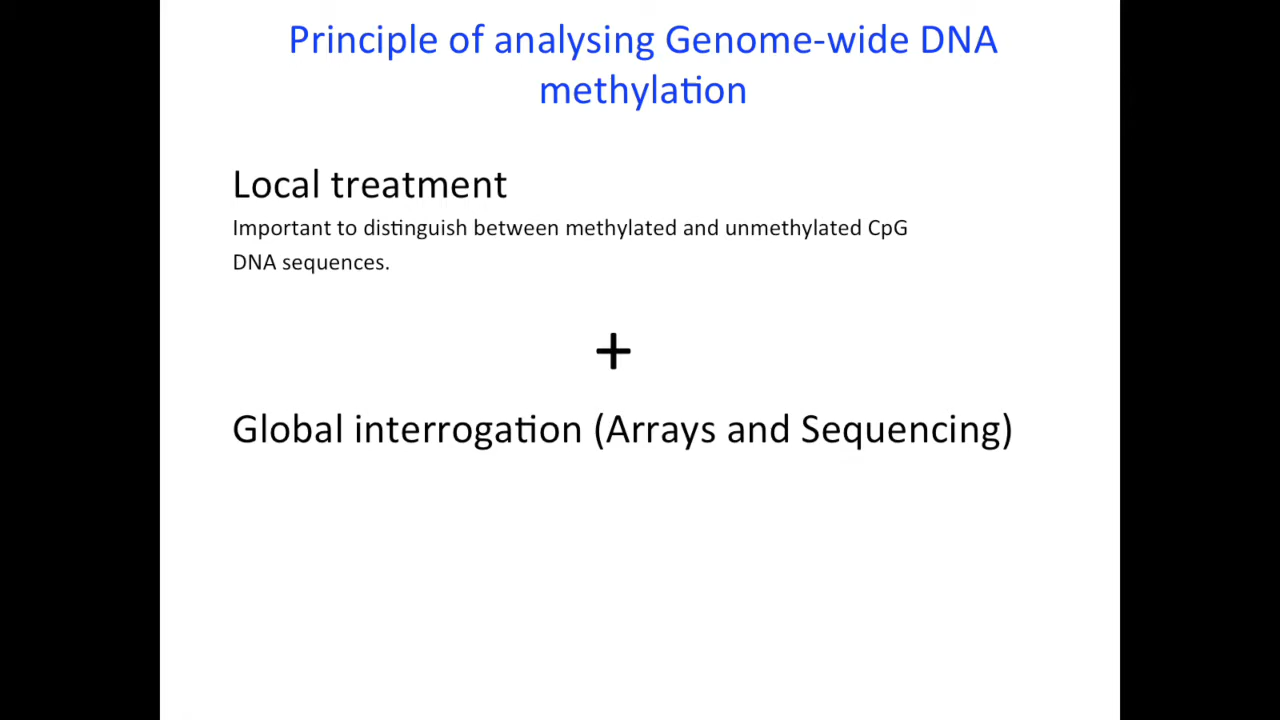 Principle of analysing Genome-wide DNA
methylation
Local treatment
Important to distinguish between methylated and unmethylated CpG
DNA sequences.
+
Global interrogation (Arrays and Sequencing)